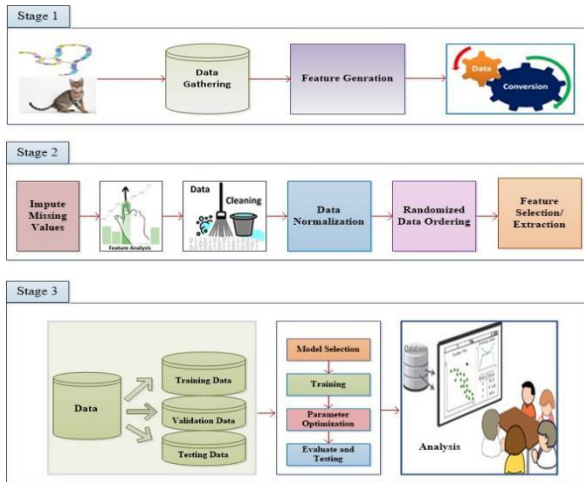 Stage 1
Data
Gathering
Feature Genration
Data
Conversion
Stage 2
Impute
Missing
Values
Feature Analysis
Data
Cleaning
Data
Normalization
Randomized
Data Ordering
Feature
Selection/
Extraction
Stage 3
Data
Training Data
Validation Data
Testing Data
Model Selection
Training
Parameter
Optimization
Evaluate and
Testing
Database
Analysis